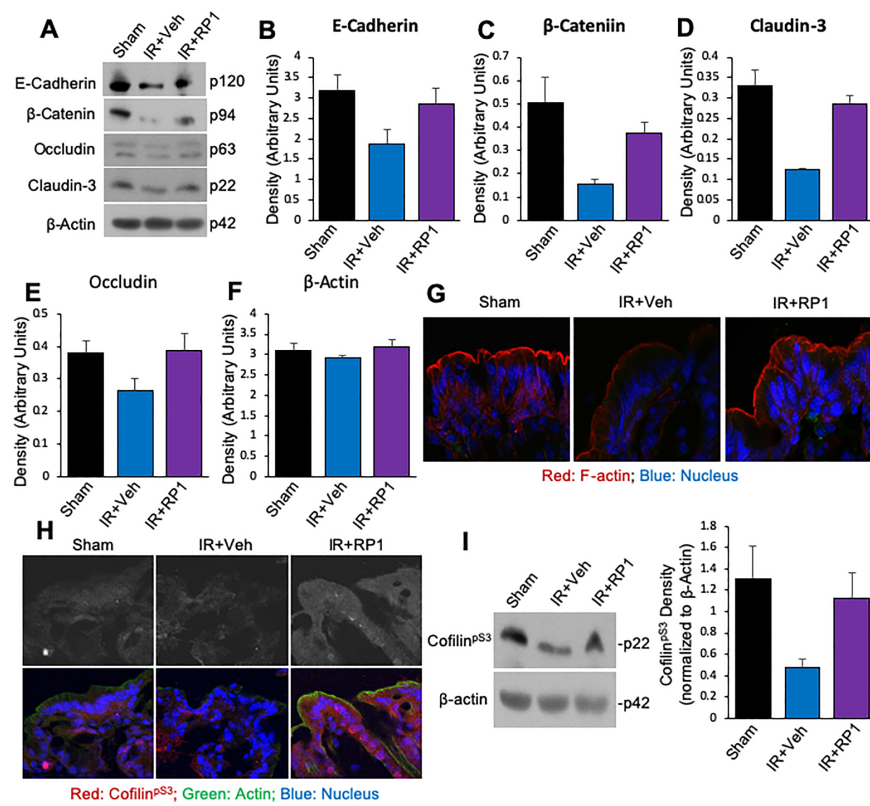 A
Sham
IR+Veh
IR+RP1
E-Cadherin
p120
β-Catenin
p94
Occludin
p63
Claudin-3
p22
β-Actin
p42
B
E-Cadherin
Density (Arbitrary Units)
4
3.5
3
2.5
2
1.5
1
0.5
0
Sham
IR+Veh
IR+RP1
C
β-Cateniin
Density (Arbitrary Units)
0.7
0.6
0.5
0.4
0.3
0.2
0.1
0
Sham
IR+Veh
IR+RP1
D
Claudin-3
Density (Arbitrary Units)
0.4
0.35
0.3
0.25
0.2
0.15
0.1
0.05
0
Sham
IR+Veh
IR+RP1
E
Occludin
Density (Arbitrary Units)
0.5
0.4
0.3
0.2
0.1
0
Sham
IR+Veh
IR+RP1
F
β-Actin
Density (Arbitrary Units)
4
3.5
3
2.5
2
1.5
1
0.5
0
Sham
IR+Veh
IR+RP1
G
Sham
IR+Veh
IR+RP1
Red: F-actin; Blue: Nucleus
H
Sham
IR+Veh
IR+RP1
Red: Cofilinᵖˢ³; Green: Actin; Blue: Nucleus
I
Sham
IR+Veh
IR+RP1
Cofilinᵖˢ³
-p22
β-actin
-p42
Cofilinᵖˢ³ Density
(normalized to β-Actin)
1.8
1.6
1.4
1.2
1
0.8
0.6
0.4
0.2
0
Sham
IR+Veh
IR+RP1